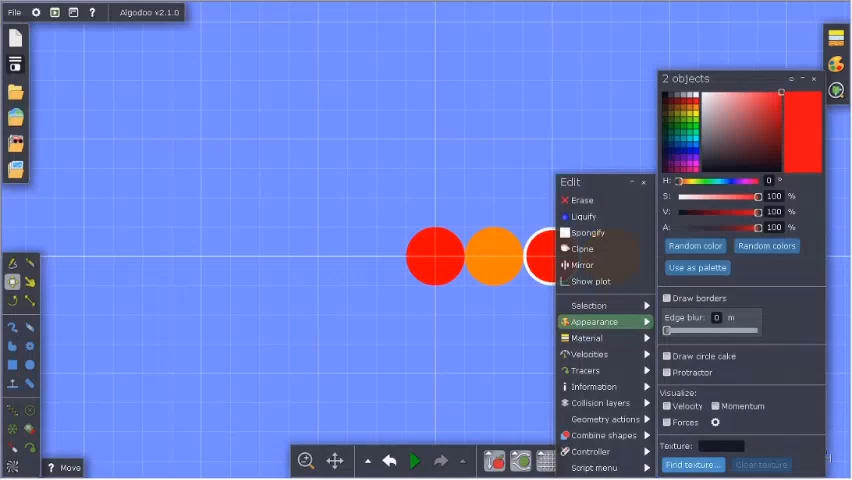 File ? Algodoo v2.1.0
2 objects
H: 0 °
S: 100 %
V: 100 %
A: 100 %
Random color Random colors
Use as palette
Draw borders
Edge blur: 0 m
Draw circle cake
Protractor
Visualize:
Velocity Momentum
Forces
Texture:
Find texture... Clear texture
Edit
Erase
Liquify
Spongify
Clone
Mirror
Show plot
Selection
Appearance
Material
Velocities
Tracers
Information
Collision layers
Geometry actions
Combine shapes
Controller
Script menu
? Move